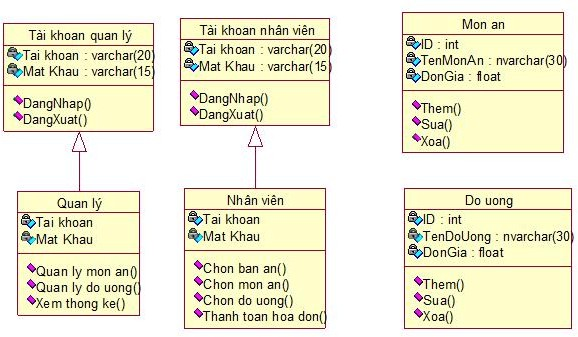 Tài khoan quan lý
Tai khoan : varchar(20)
Mat Khau : varchar(15)
DangNhap()
DangXuat()
Tài khoan nhân viên
Tai khoan : varchar(20)
Mat Khau : varchar(15)
DangNhap()
DangXuat()
Mon an
ID : int
TenMonAn : nvarchar(30)
DonGia : float
Them()
Sua()
Xoa()
Quan lý
Tai khoan
Mat Khau
Quan ly mon an()
Quan ly do uong()
Xem thong ke()
Nhân viên
Tai khoan
Mat Khau
Chon ban an()
Chon mon an()
Chon do uong()
Thanh toan hoa don()
Do uong
ID : int
TenDoUong : nvarchar(30)
DonGia : float
Them()
Sua()
Xoa()